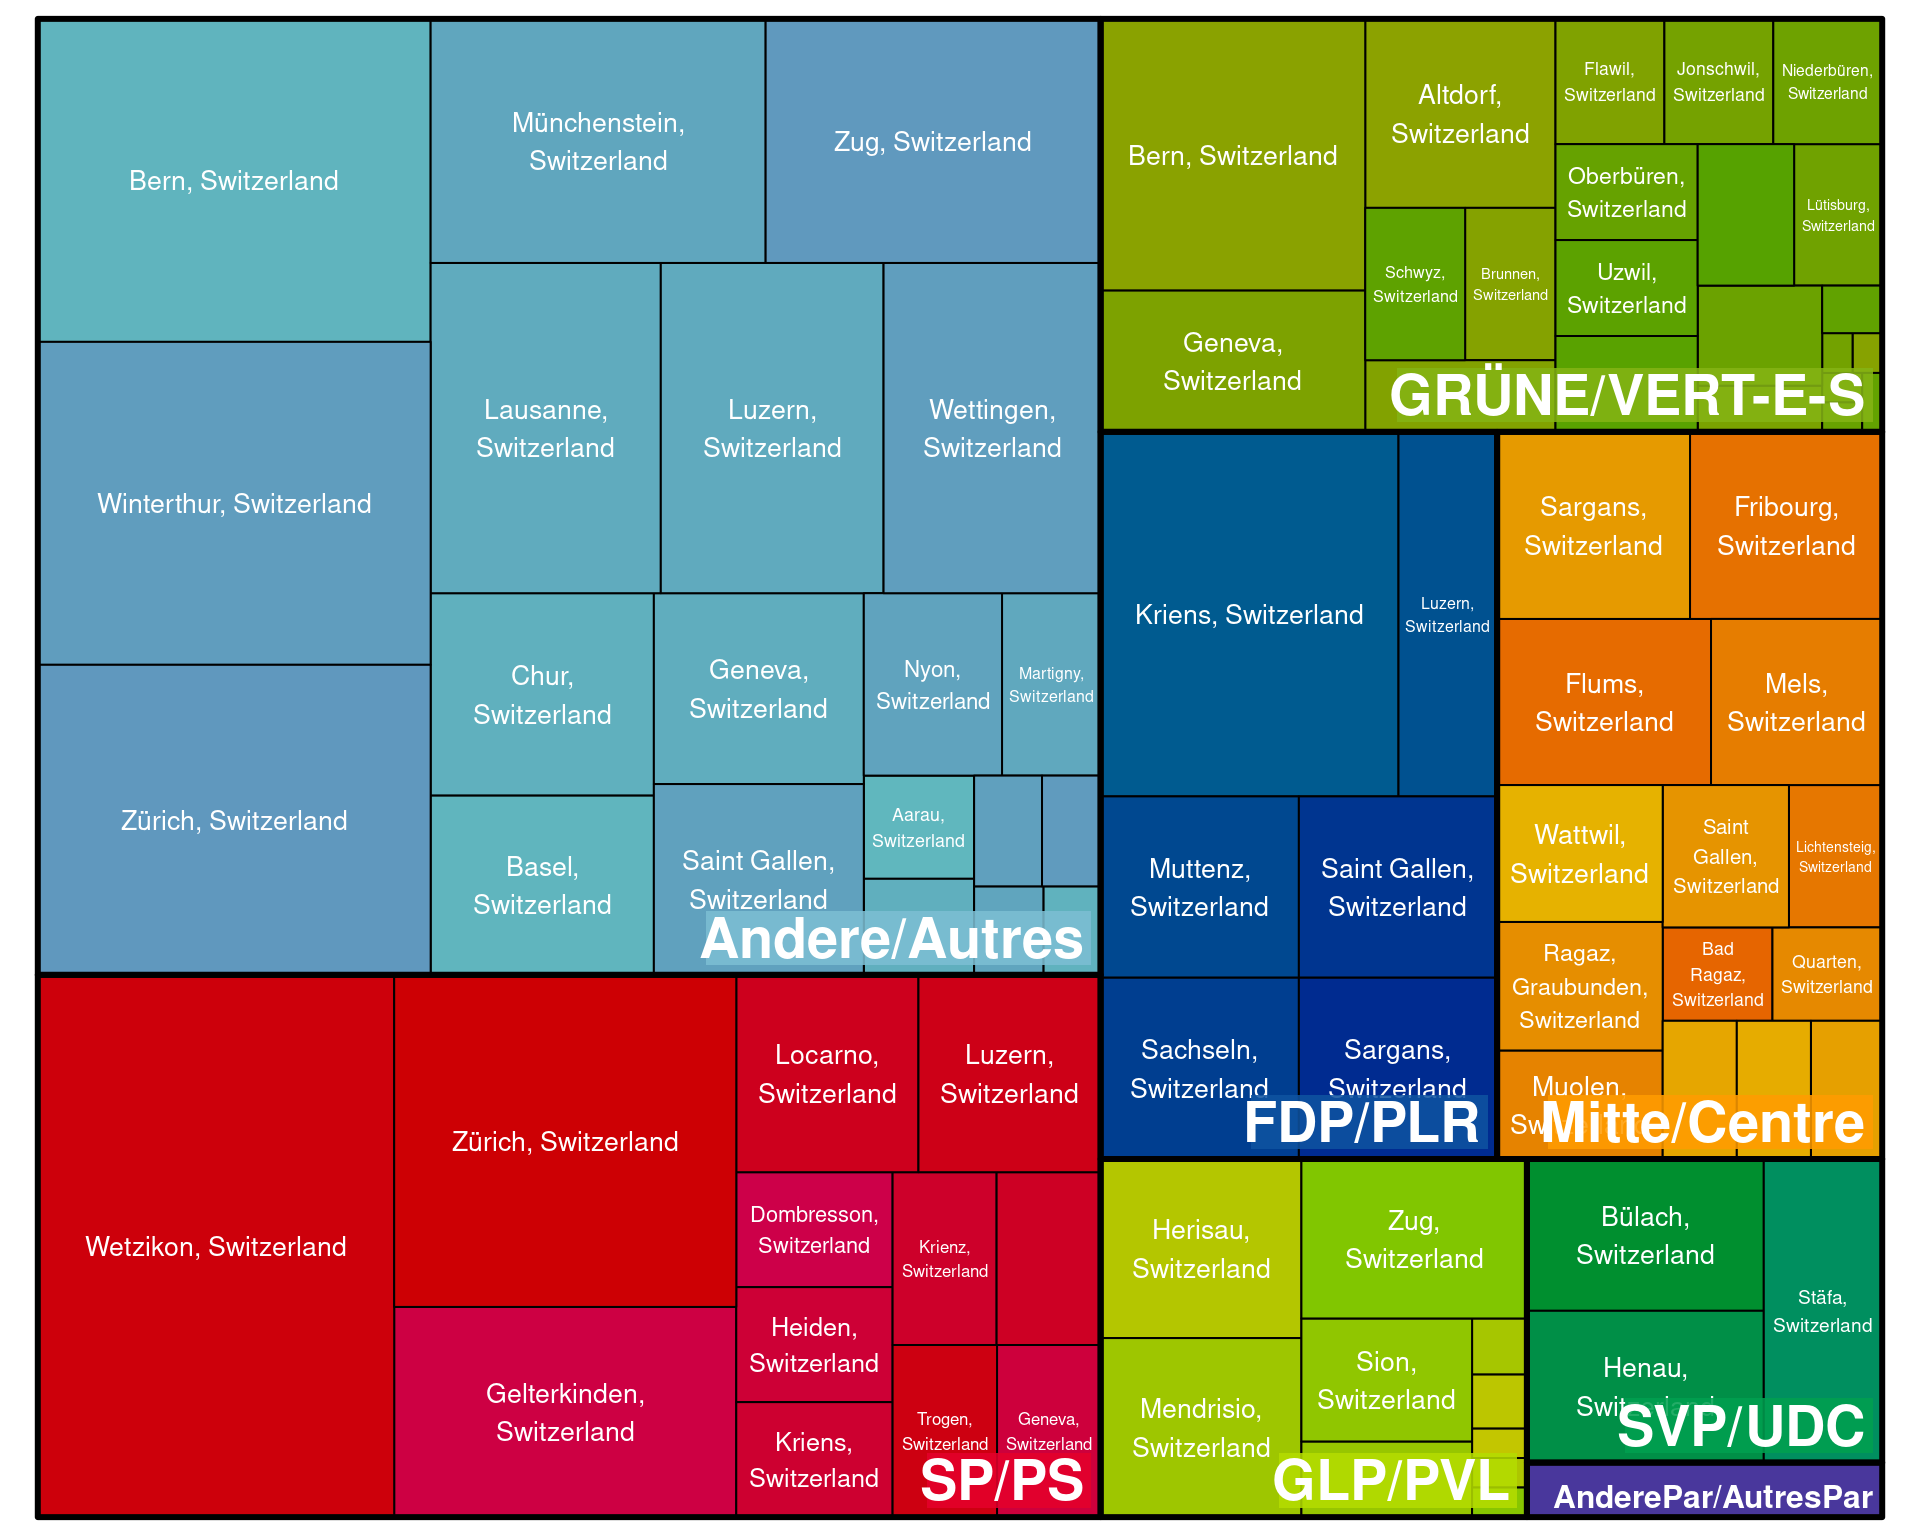 Bern, Switzerland
Münchenstein,
Switzerland
Zug, Switzerland
Winterthur, Switzerland
Lausanne,
Switzerland
Luzern,
Switzerland
Wettingen,
Switzerland
Zürich, Switzerland
Chur,
Switzerland
Geneva,
Switzerland
Nyon,
Switzerland
Martigny,
Switzerland
Basel,
Switzerland
Saint Gallen,
Switzerland
Aarau,
Switzerland
Andere/Autres
Bern, Switzerland
Altdorf,
Switzerland
Flawil,
Switzerland
Jonschwil,
Switzerland
Niederbüren,
Switzerland
Oberbüren,
Switzerland
Lütisburg,
Switzerland
Geneva,
Switzerland
Schwyz,
Switzerland
Brunnen,
Switzerland
Uzwil,
Switzerland
GRÜNE/VERT-E-S
Kriens, Switzerland
Luzern,
Switzerland
Muttenz,
Switzerland
Saint Gallen,
Switzerland
Sachseln,
Switzerland
Sargans,
Switzerland
FDP/PLR
Sargans,
Switzerland
Fribourg,
Switzerland
Flums,
Switzerland
Mels,
Switzerland
Wattwil,
Switzerland
Saint
Gallen,
Switzerland
Lichtensteig,
Switzerland
Ragaz,
Graubunden,
Switzerland
Bad
Ragaz,
Switzerland
Quarten,
Switzerland
Muolen,
Mitte/Centre
Wetzikon, Switzerland
Zürich, Switzerland
Locarno,
Switzerland
Luzern,
Switzerland
Gelterkinden,
Switzerland
Dombresson,
Switzerland
Krienz,
Switzerland
Heiden,
Switzerland
Kriens,
Switzerland
Trogen,
Switzerland
Geneva,
Switzerland
SP/PS
Herisau,
Switzerland
Zug,
Switzerland
Mendrisio,
Switzerland
Sion,
Switzerland
GLP/PVL
Bülach,
Switzerland
Stäfa,
Switzerland
Henau,
Switzerland
SVP/UDC
AnderePar/AutresPar